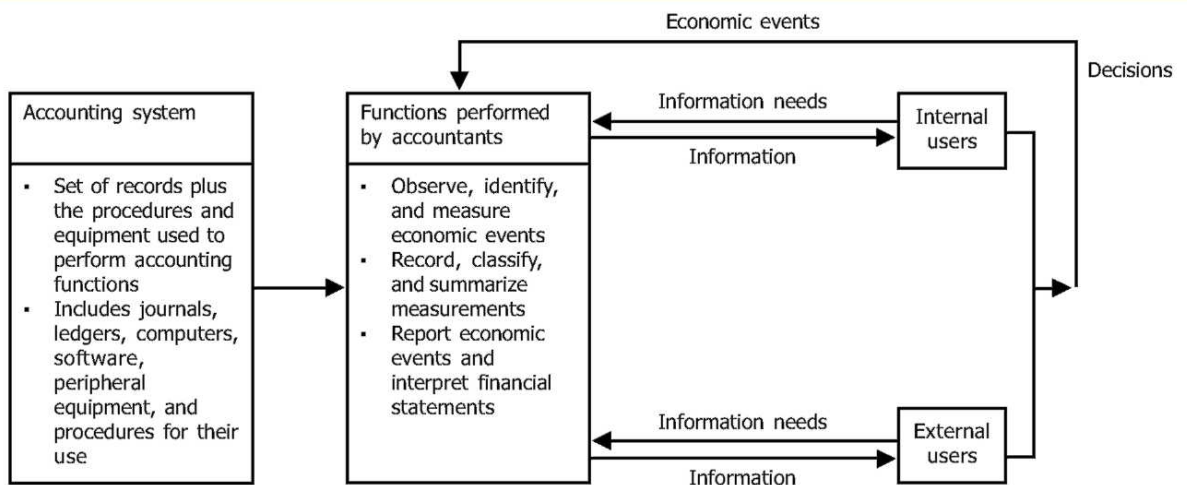 Economic events
Decisions
Accounting system
▪ Set of records plus
the procedures and
equipment used to
perform accounting
functions
▪ Includes journals,
ledgers, computers,
software,
peripheral
equipment, and
procedures for their
use
Functions performed
by accountants
▪ Observe, identify,
and measure
economic events
▪ Record, classify,
and summarize
measurements
▪ Report economic
events and
interpret financial
statements
Information needs
Information
Internal
users
Information needs
Information
External
users